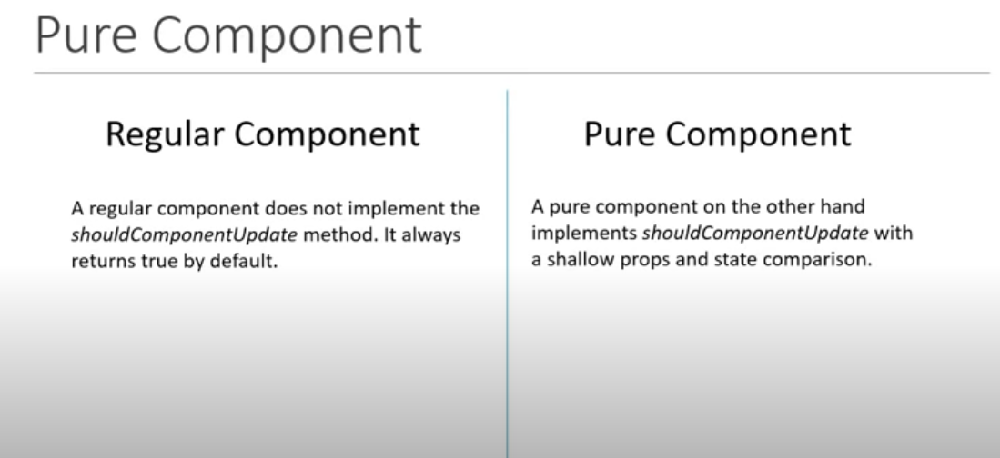 Pure Component
Regular Component
A regular component does not implement the
shouldComponentUpdate method. It always
returns true by default.
Pure Component
A pure component on the other hand
implements shouldComponentUpdate with
a shallow props and state comparison.